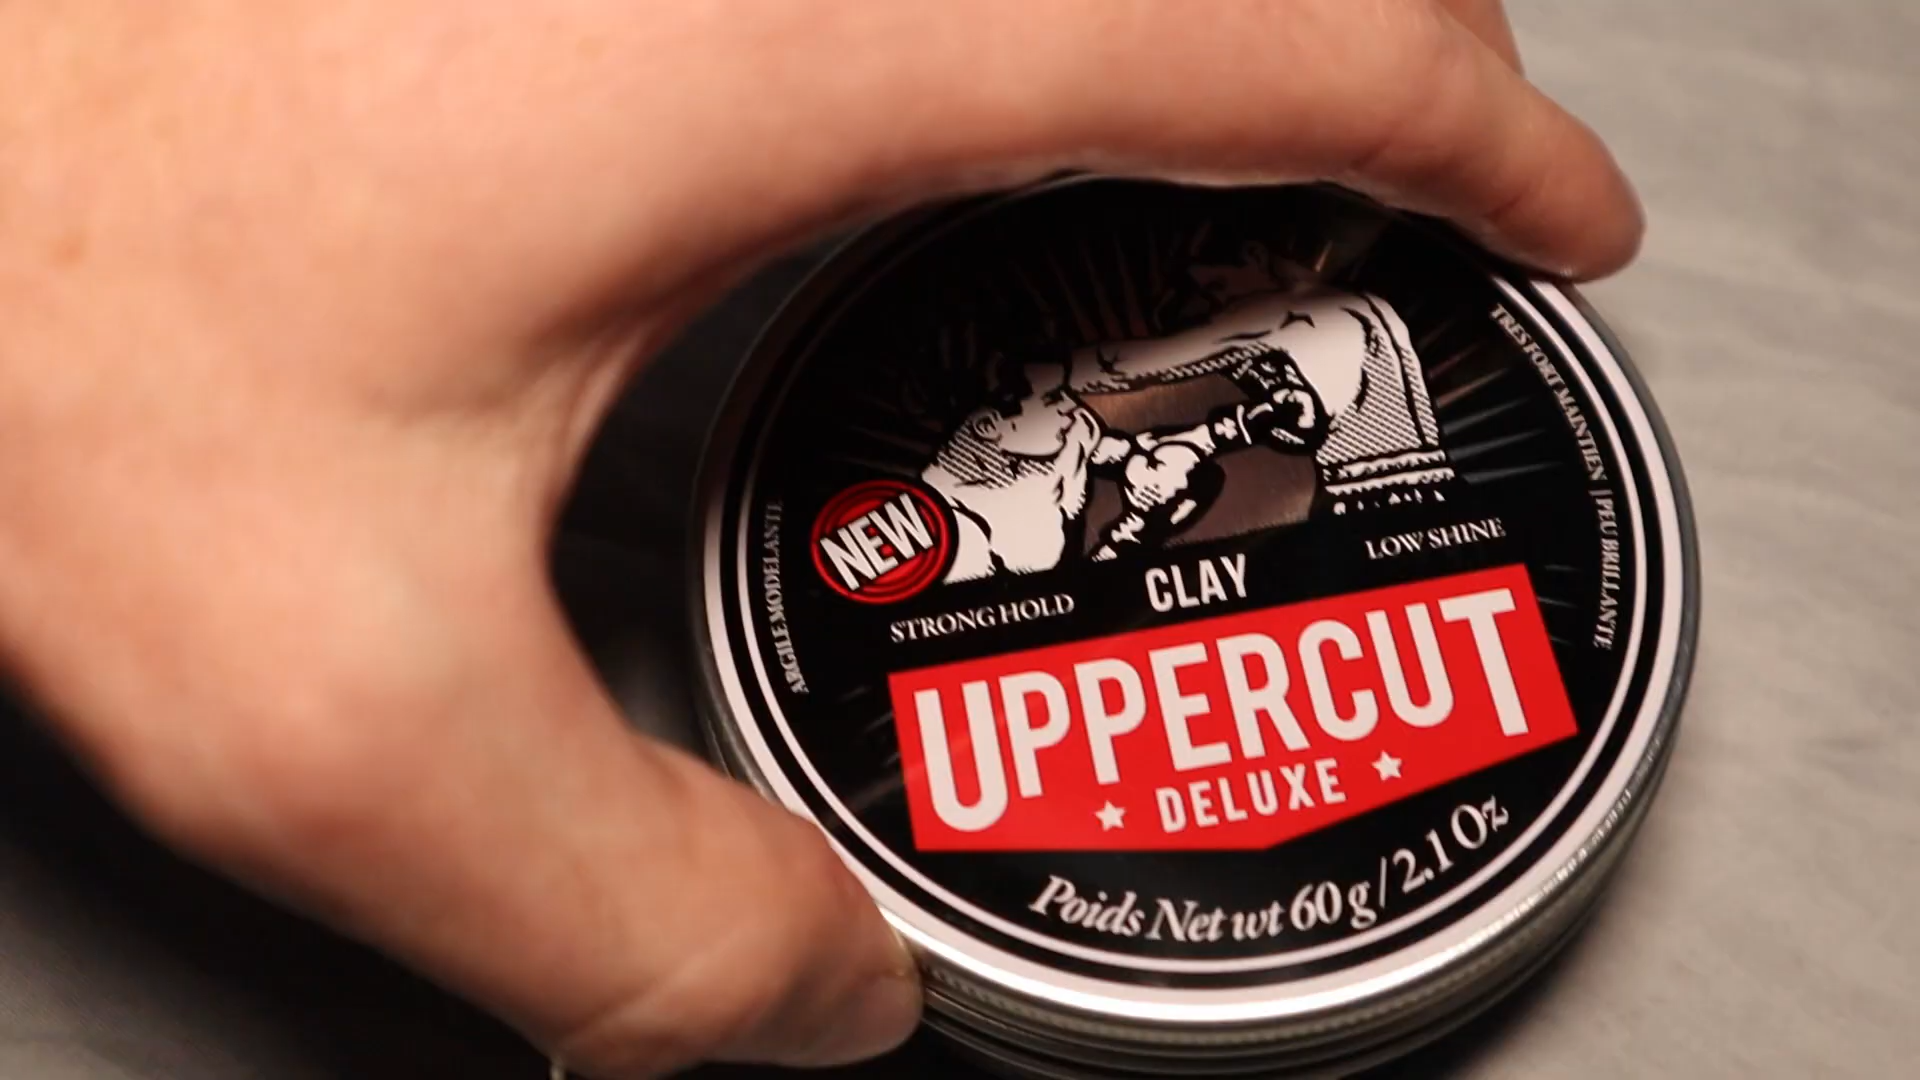 NEW
STRONG HOLD
CLAY
LOW SHINE
UPPERCUT
DELUXE
Poids Net wt 60 g / 2.1 Oz
ARGILE MODELANTE
TRES FORT MAINTIEN | PEU BRILLANTE